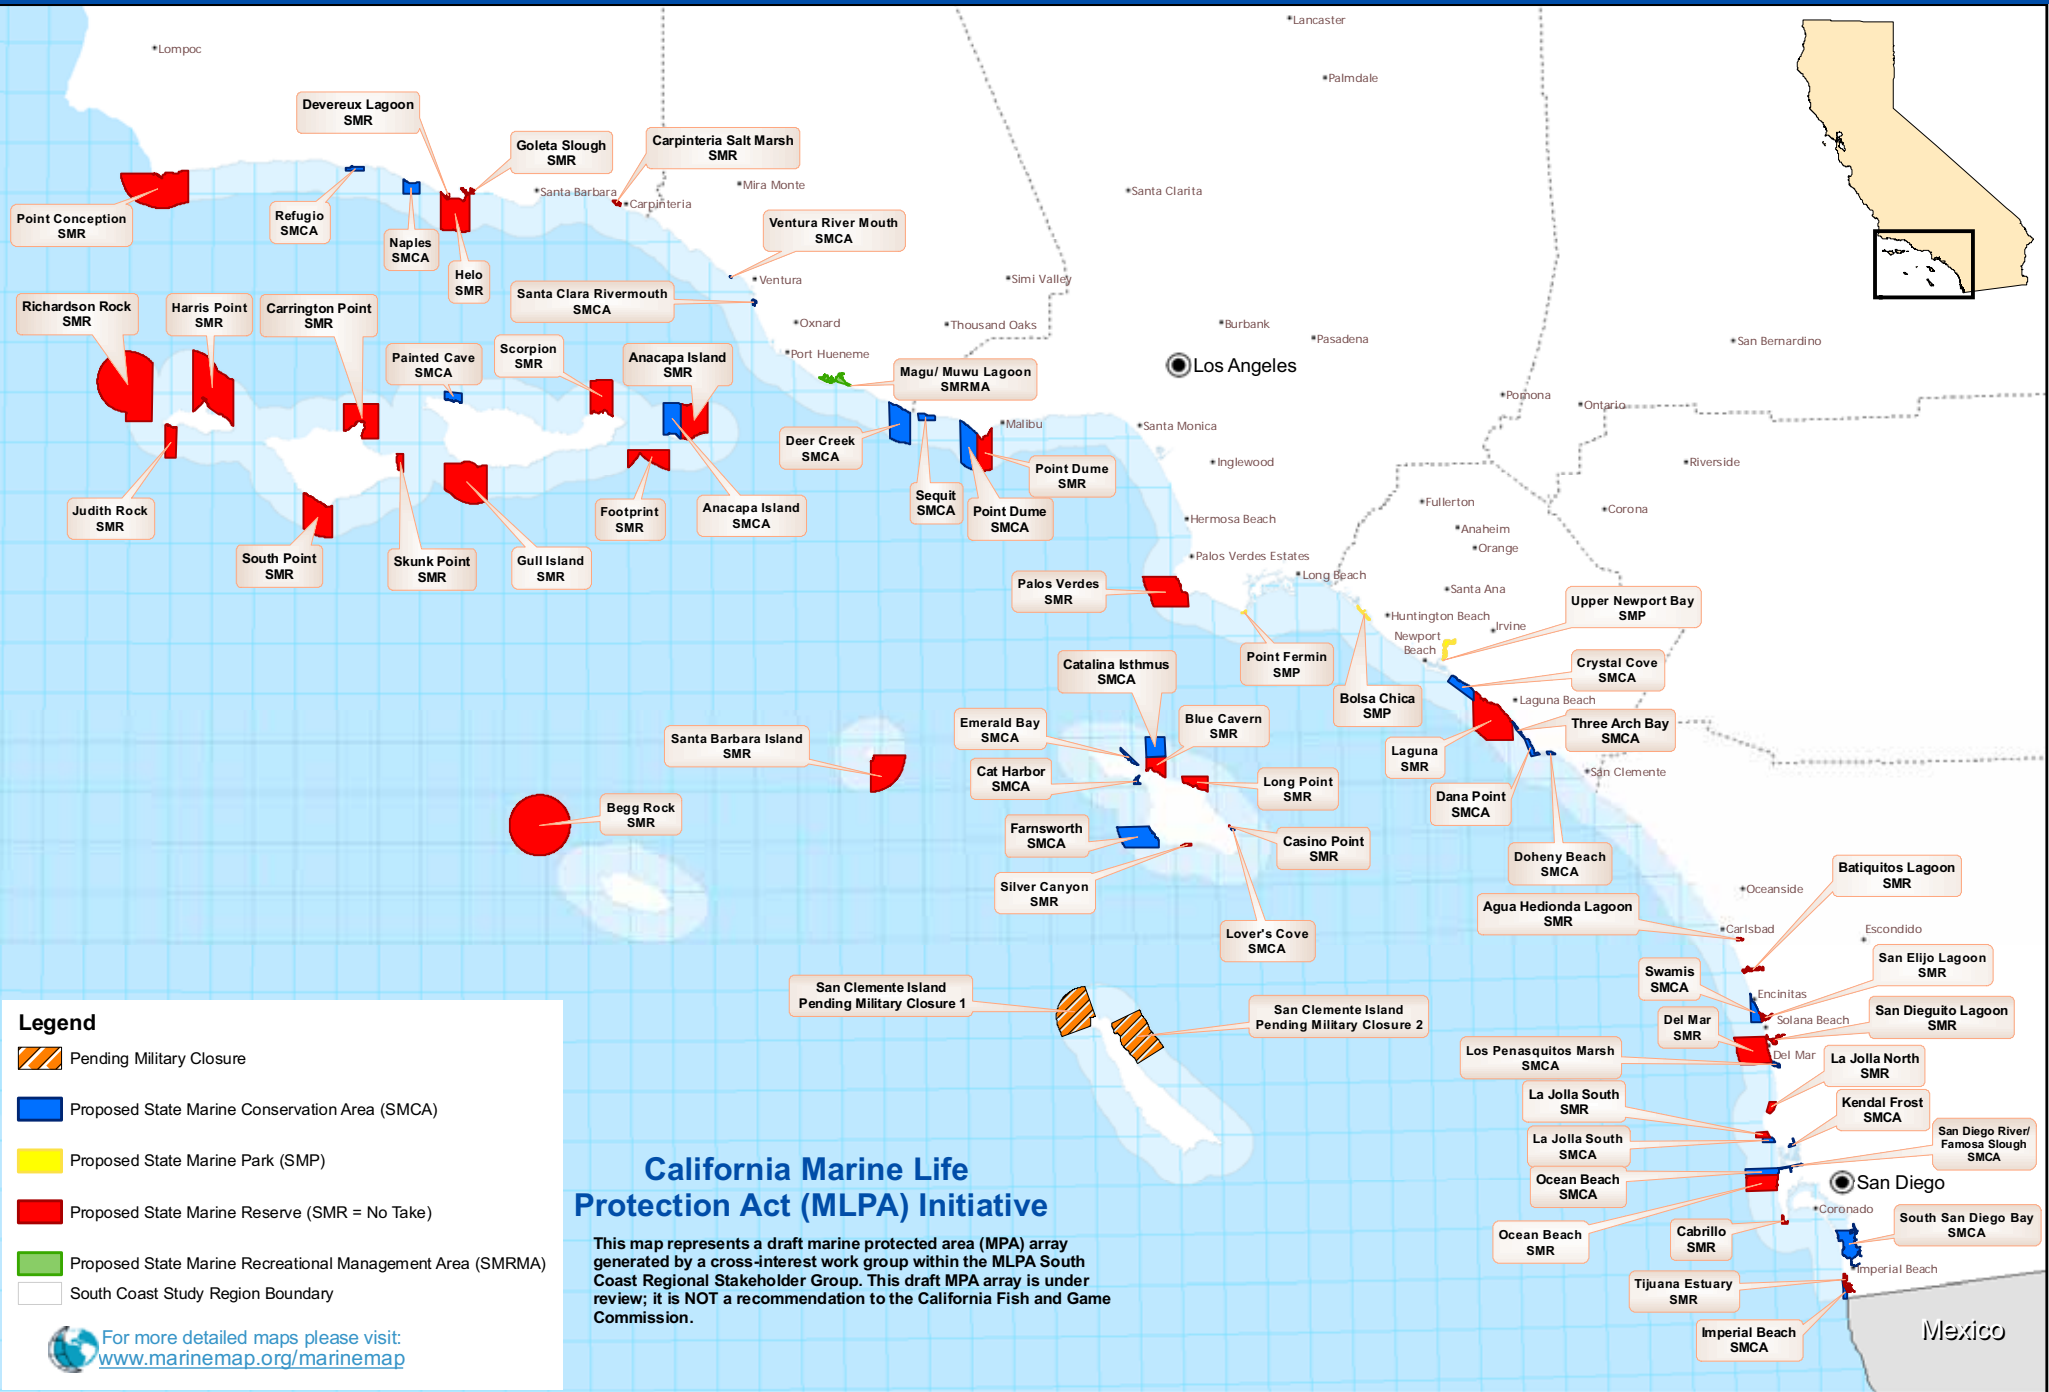 Lancaster
Lompoc
Palmdale
Devereux Lagoon
SMR
Goleta Slough
SMR
Carpinteria Salt Marsh
SMR
Santa Barbara
Carpinteria
Mira Monte
Santa Clarita
Point Conception
SMR
Refugio
SMCA
Naples
SMCA
Helo
SMR
Ventura River Mouth
SMCA
Ventura
Simi Valley
Santa Clara Rivermouth
SMCA
Richardson Rock
SMR
Harris Point
SMR
Carrington Point
SMR
Painted Cave
SMCA
Scorpion
SMR
Anacapa Island
SMR
Oxnard
Thousand Oaks
Port Hueneme
Burbank
Pasadena
San Bernardino
Los Angeles
Magu/ Muwu Lagoon
SMRMA
Pomona
Ontario
Malibu
Santa Monica
Deer Creek
SMCA
Sequit
SMCA
Point Dume
SMCA
Point Dume
SMR
Inglewood
Riverside
Judith Rock
SMR
South Point
SMR
Skunk Point
SMR
Gull Island
SMR
Footprint
SMR
Anacapa Island
SMCA
Fullerton
Corona
Hermosa Beach
Anaheim
Orange
Palos Verdes Estates
Long Beach
Palos Verdes
SMR
Santa Ana
Huntington Beach
Irvine
Newport
Beach
Upper Newport Bay
SMP
Point Fermin
SMP
Bolsa Chica
SMP
Crystal Cove
SMCA
Laguna Beach
Three Arch Bay
SMCA
Laguna
SMR
San Clemente
Dana Point
SMCA
Doheny Beach
SMCA
Catalina Isthmus
SMCA
Emerald Bay
SMCA
Blue Cavern
SMR
Cat Harbor
SMCA
Long Point
SMR
Santa Barbara Island
SMR
Begg Rock
SMR
Farnsworth
SMCA
Casino Point
SMR
Silver Canyon
SMR
Lover's Cove
SMCA
Batiquitos Lagoon
SMR
Oceanside
Agua Hedionda Lagoon
SMR
Carlsbad
Escondido
San Elijo Lagoon
SMR
Swamis
SMCA
Encinitas
San Clemente Island
Pending Military Closure 1
San Clemente Island
Pending Military Closure 2
Del Mar
SMR
Solana Beach
San Dieguito Lagoon
SMR
Los Penasquitos Marsh
SMCA
Del Mar
La Jolla North
SMR
La Jolla South
SMR
Kendal Frost
SMCA
La Jolla South
SMCA
San Diego River/
Famosa Slough
SMCA
Ocean Beach
SMCA
San Diego
Coronado
Ocean Beach
SMR
Cabrillo
SMR
South San Diego Bay
SMCA
Imperial Beach
Tijuana Estuary
SMR
Imperial Beach
SMCA
Mexico
Legend
Pending Military Closure
Proposed State Marine Conservation Area (SMCA)
Proposed State Marine Park (SMP)
Proposed State Marine Reserve (SMR = No Take)
Proposed State Marine Recreational Management Area (SMRMA)
South Coast Study Region Boundary
For more detailed maps please visit:
www.marinemap.org/marinemap
California Marine Life
Protection Act (MLPA) Initiative
This map represents a draft marine protected area (MPA) array
generated by a cross-interest work group within the MLPA South
Coast Regional Stakeholder Group. This draft MPA array is under
review; it is NOT a recommendation to the California Fish and Game
Commission.